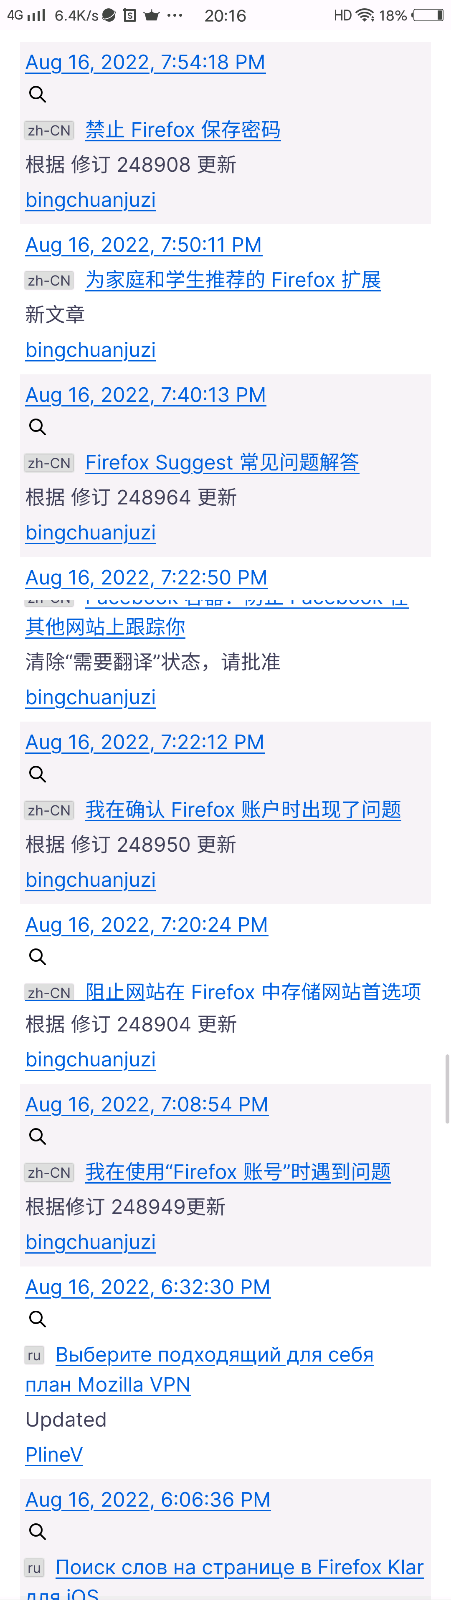 4G 6.4K/s 20:16 HD 18%
Aug 16, 2022, 7:54:18 PM
zh-CN 禁止 Firefox 保存密码
根据 修订 248908 更新
bingchuanjuzi
Aug 16, 2022, 7:50:11 PM
zh-CN 为家庭和学生推荐的 Firefox 扩展
新文章
bingchuanjuzi
Aug 16, 2022, 7:40:13 PM
zh-CN Firefox Suggest 常见问题解答
根据 修订 248964 更新
bingchuanjuzi
Aug 16, 2022, 7:22:50 PM
zh-CN Facebook 容器：防止 Facebook 在
其他网站上跟踪你
清除“需要翻译”状态，请批准
bingchuanjuzi
Aug 16, 2022, 7:22:12 PM
zh-CN 我在确认 Firefox 账户时出现了问题
根据 修订 248950 更新
bingchuanjuzi
Aug 16, 2022, 7:20:24 PM
zh-CN 阻止网站在 Firefox 中存储网站首选项
根据 修订 248904 更新
bingchuanjuzi
Aug 16, 2022, 7:08:54 PM
zh-CN 我在使用“Firefox 账号”时遇到问题
根据修订 248949更新
bingchuanjuzi
Aug 16, 2022, 6:32:30 PM
ru Выберите подходящий для себя
план Mozilla VPN
Updated
PlineV
Aug 16, 2022, 6:06:36 PM
ru Поиск слов на странице в Firefox Klar
для iOS